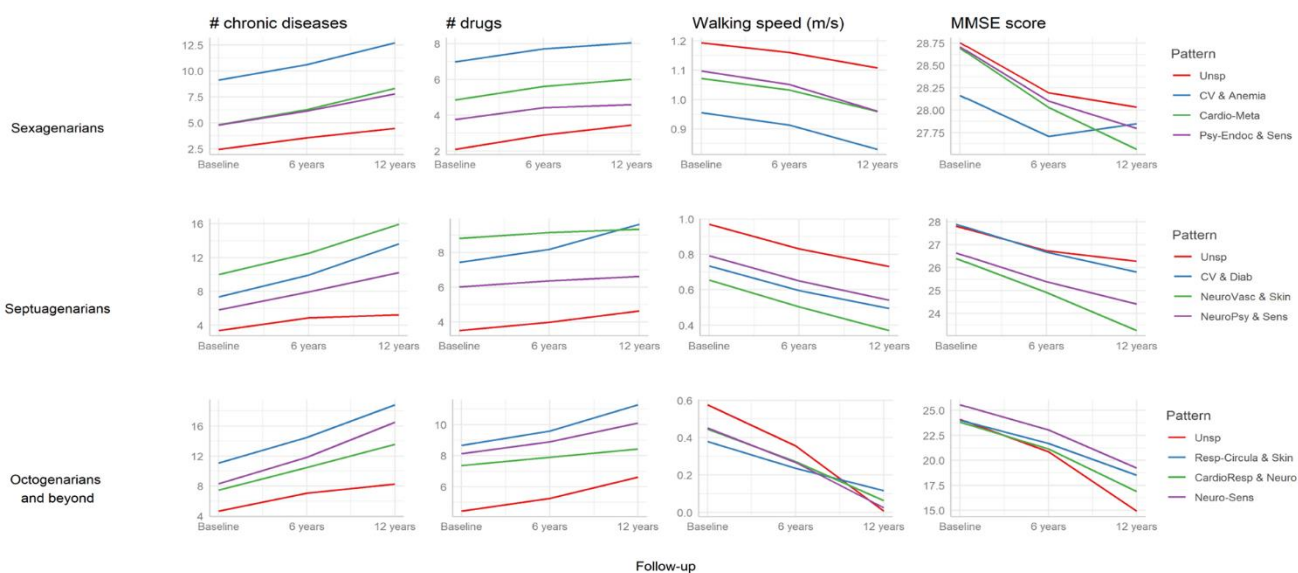 # chronic diseases
# drugs
Walking speed (m/s)
MMSE score
Sexagenarians
12.5
10.0
7.5
5.0
2.5
Baseline 6 years 12 years
8
6
4
2
Baseline 6 years 12 years
1.2
1.1
1.0
0.9
Baseline 6 years 12 years
28.75
28.50
28.25
28.00
27.75
Baseline 6 years 12 years
Pattern
Unsp
CV & Anemia
Cardio-Meta
Psy-Endoc & Sens
Septuagenarians
16
12
8
4
Baseline 6 years 12 years
8
6
4
Baseline 6 years 12 years
1.0
0.8
0.6
0.4
Baseline 6 years 12 years
28
27
26
25
24
Baseline 6 years 12 years
Pattern
Unsp
CV & Diab
NeuroVasc & Skin
NeuroPsy & Sens
Octogenarians
and beyond
16
12
8
4
Baseline 6 years 12 years
10
8
6
Baseline 6 years 12 years
0.6
0.4
0.2
0.0
Baseline 6 years 12 years
25.0
22.5
20.0
17.5
15.0
Baseline 6 years 12 years
Pattern
Unsp
Resp-Circula & Skin
CardioResp & Neuro
Neuro-Sens
Follow-up